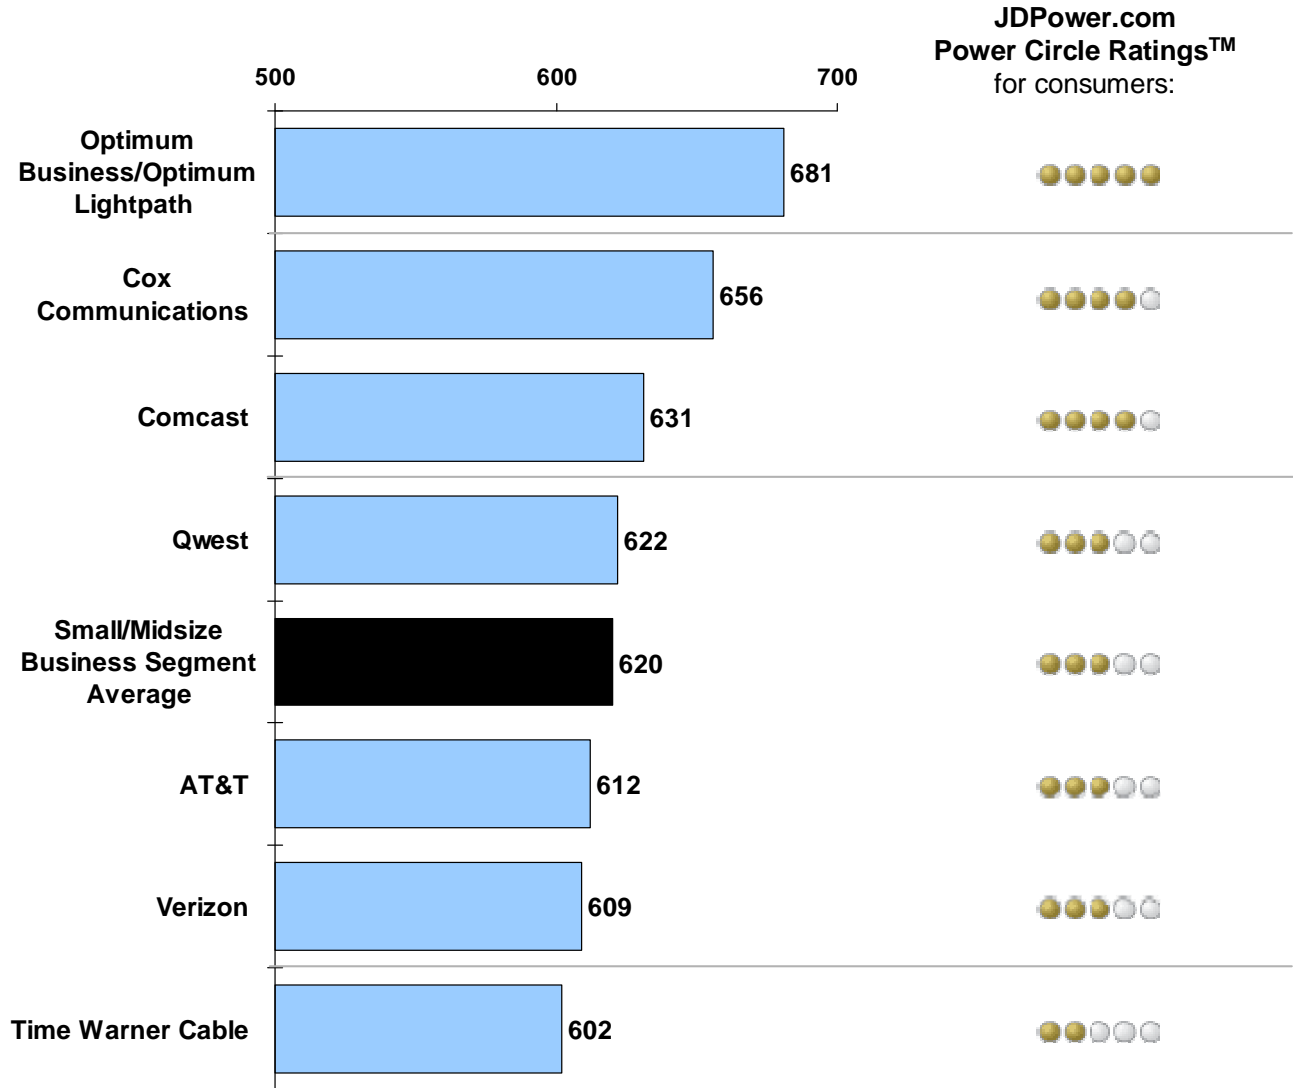 JDPower.com
Power Circle Ratings™
for consumers:
500 600 700
Optimum
Business/Optimum
Lightpath
681
Cox
Communications
656
Comcast
631
Qwest
622
Small/Midsize
Business Segment
Average
620
AT&T
612
Verizon
609
Time Warner Cable
602